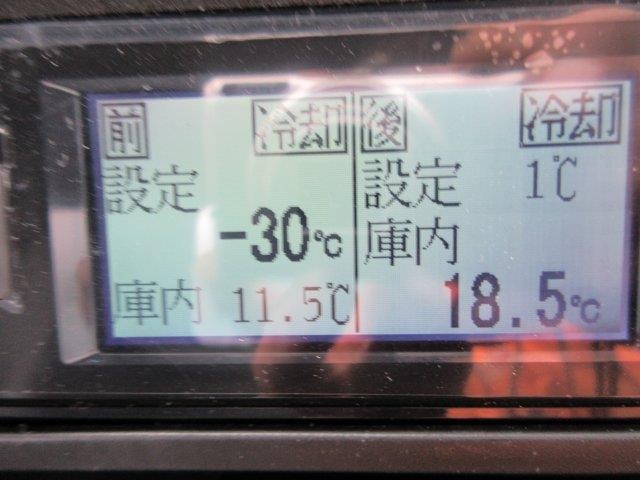 前 冷却
設定
-30℃
庫内 11.5℃
後 冷却
設定 1℃
庫内
18.5℃